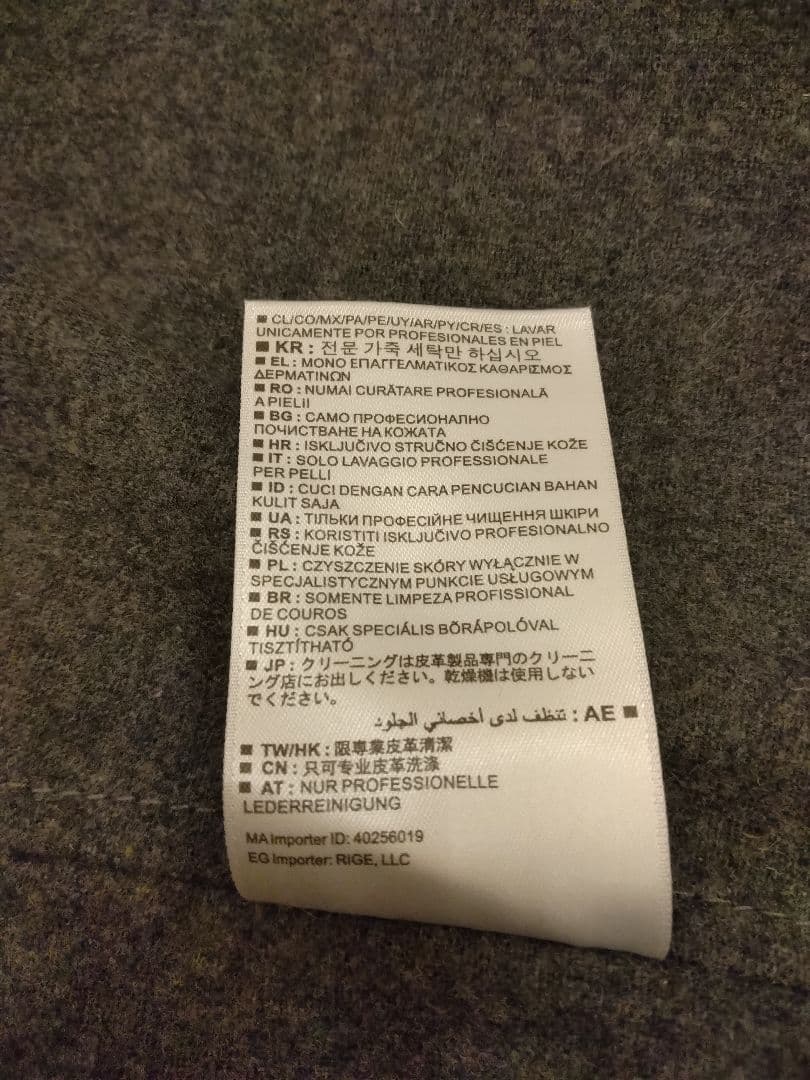 ■ CL/CO/MX/PA/PE/UY/AR/PY/CR/ES : LAVAR
UNICAMENTE POR PROFESIONALES EN PIEL
■ KR : 전문 가죽 세탁만 하십시오
■ EL : ΜΟΝΟ ΕΠΑΓΓΕΛΜΑΤΙΚΟΣ ΚΑΘΑΡΙΣΜΟΣ
ΔΕΡΜΑΤΙΝΩΝ
■ RO : NUMAI CURĂTARE PROFESIONALĂ
A PIELII
■ BG : САМО ПРОФЕСИОНАЛНО
ПОЧИСТВАНЕ НА КОЖАТА
■ HR : ISKLJUČIVO STRUČNO ČIŠĆENJE KOŽE
■ IT : SOLO LAVAGGIO PROFESSIONALE
PER PELLI
■ ID : CUCI DENGAN CARA PENCUCIAN BAHAN
KULIT SAJA
■ UA : ТІЛЬКИ ПРОФЕСІЙНЕ ЧИЩЕННЯ ШКІРИ
■ RS : KORISTITI ISKLJUČIVO PROFESIONALNO
ČIŠĆENJE KOŽE
■ PL : CZYSZCZENIE SKÓRY WYŁĄCZNIE W
SPECJALISTYCZNYM PUNKCIE USŁUGOWYM
■ BR : SOMENTE LIMPEZA PROFISSIONAL
DE COUROS
■ HU : CSAK SPECIÁLIS BŐRÁPOLÓVAL
TISZTÍTHATÓ
■ JP : クリーニングは皮革製品専門のクリーニ
ング店にお出しください。乾燥機は使用しない
でください。
■ AE : تنظف لدى أخصائي الجلود
■ TW/HK : 限專業皮革清潔
■ CN : 只可专业皮革洗涤
■ AT : NUR PROFESSIONELLE
LEDERREINIGUNG
MA Importer ID: 40256019
EG Importer: RIGE, LLC